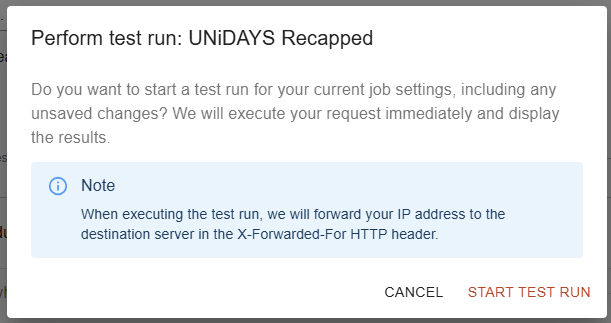 Perform test run: UNiDAYS Recapped
Do you want to start a test run for your current job settings, including any
unsaved changes? We will execute your request immediately and display
the results.
Note
When executing the test run, we will forward your IP address to the
destination server in the X-Forwarded-For HTTP header.
CANCEL START TEST RUN